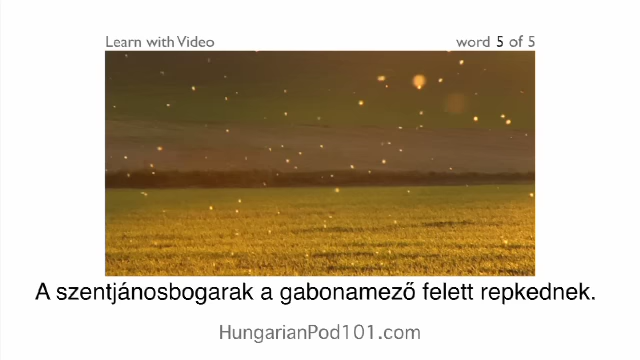 Learn with Video
word 5 of 5
A szentjánosbogarak a gabonamező felett repkednek.
HungarianPod101.com